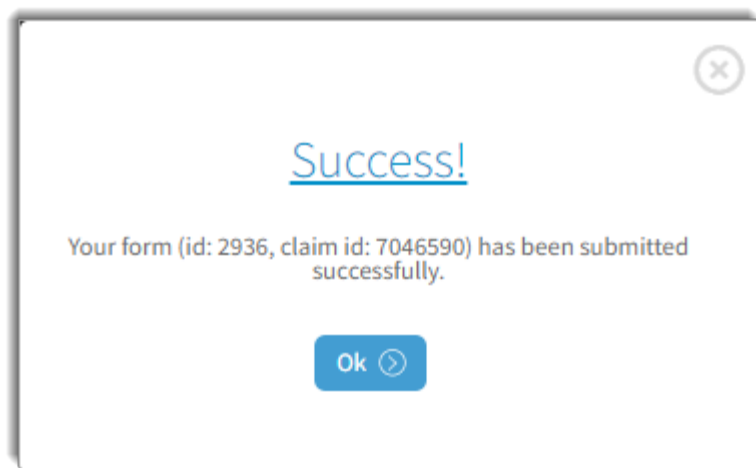 Success!
Your form (id: 2936, claim id: 7046590) has been submitted
successfully.
Ok